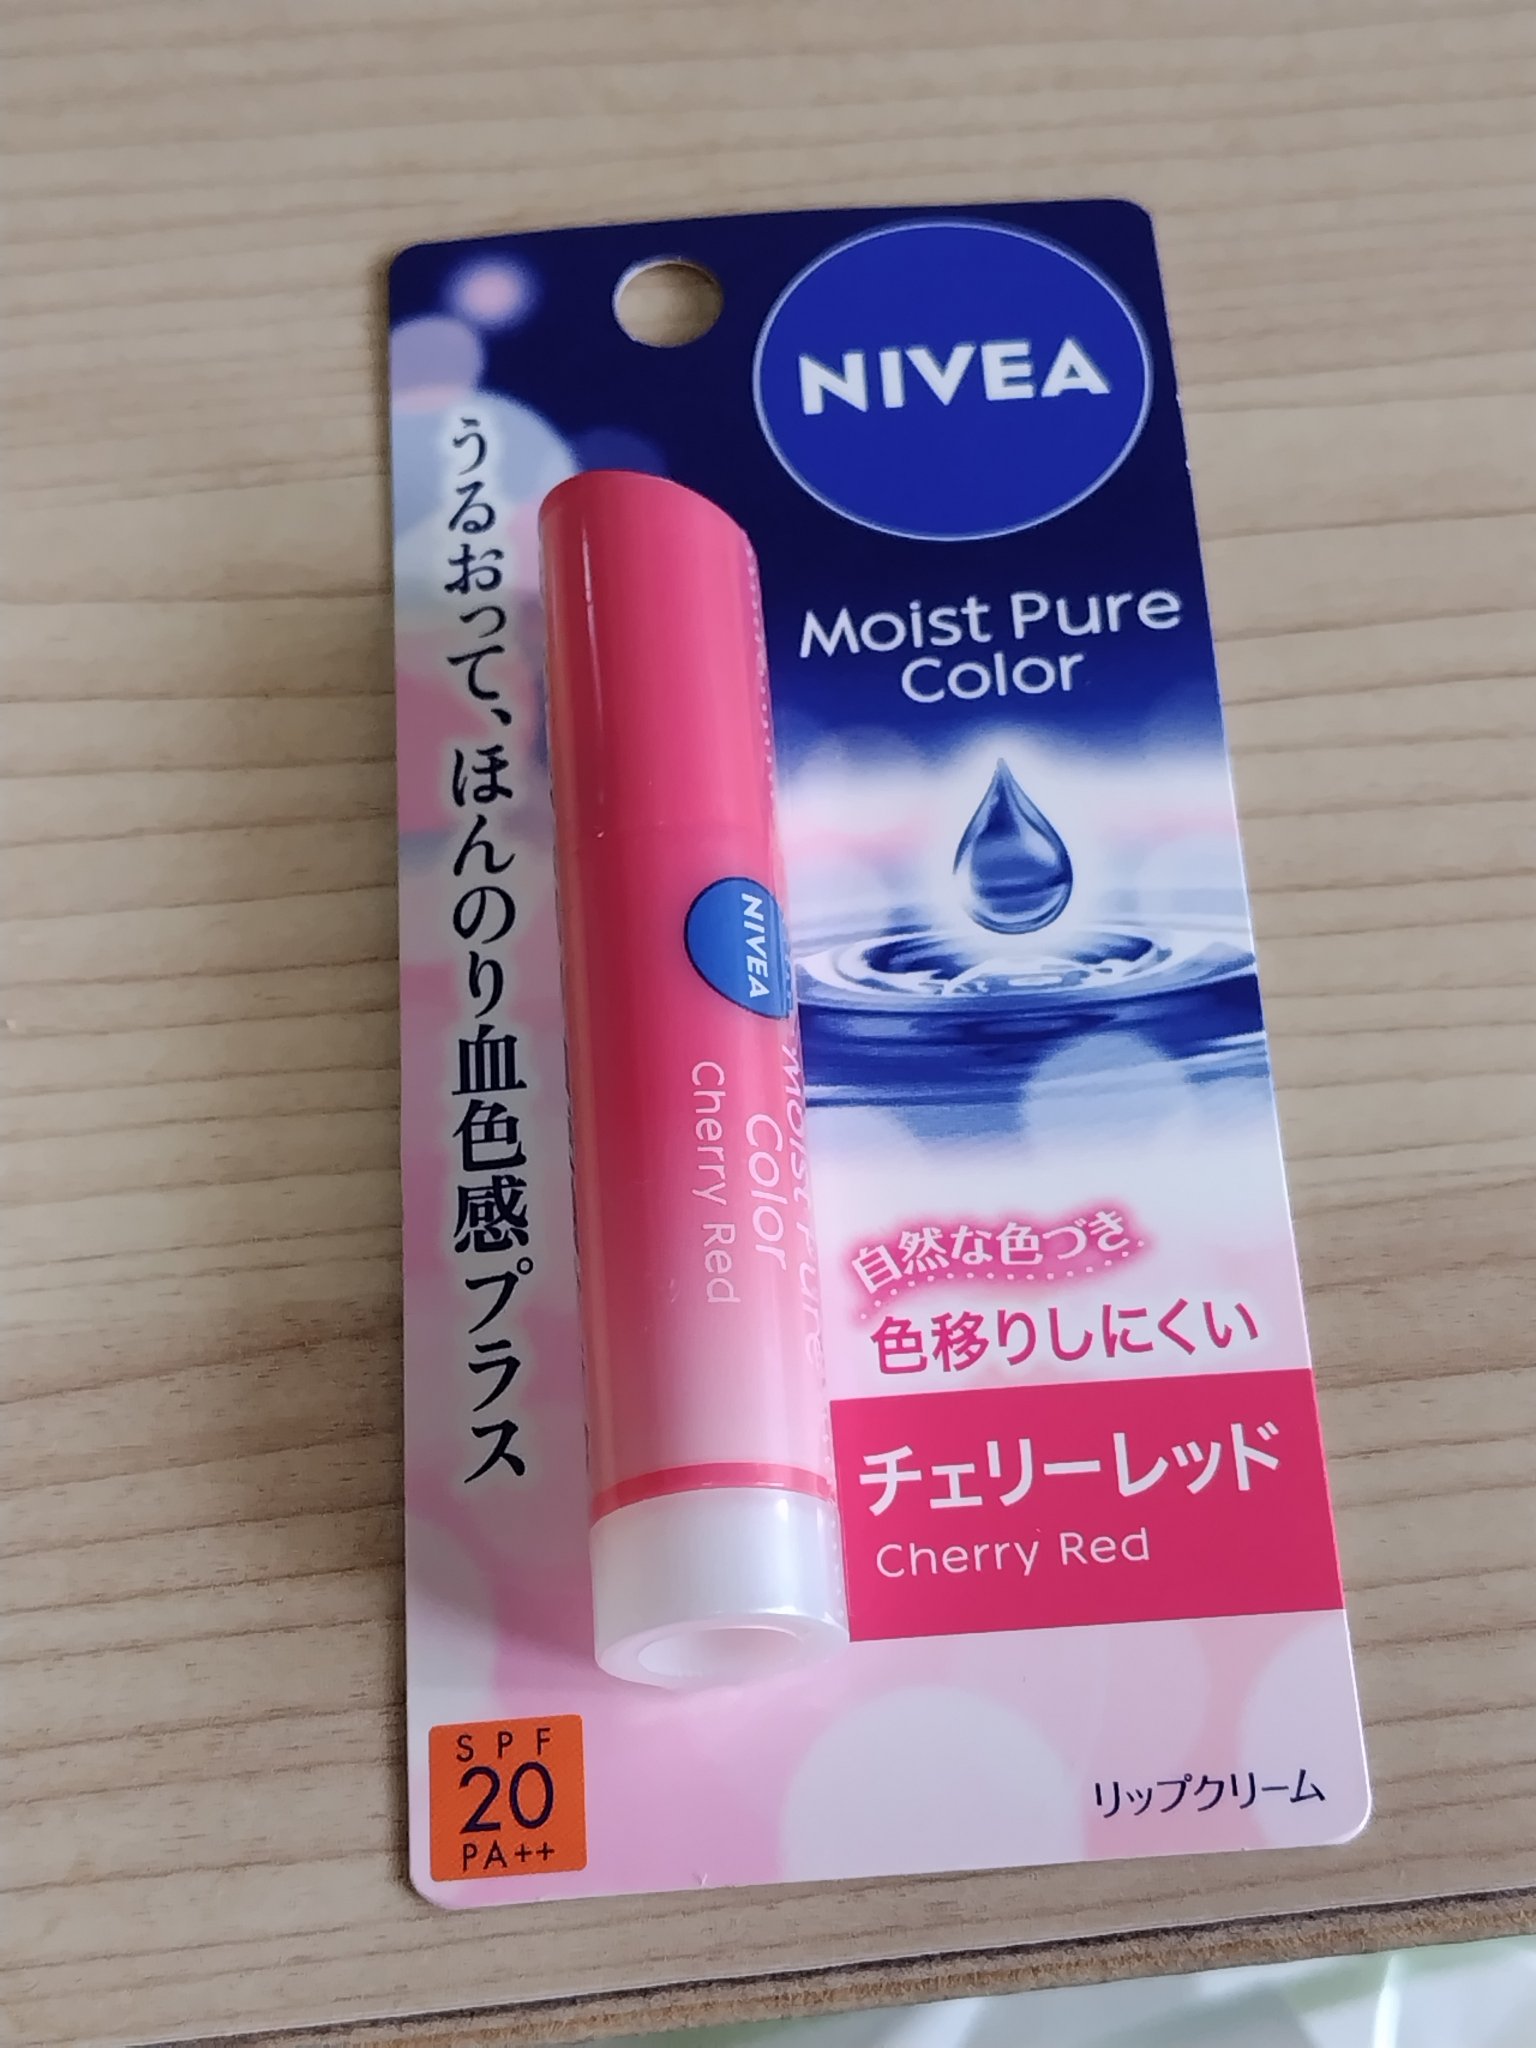 NIVEA
Moist Pure
Color
うるおって、ほんのり血色感プラス
NIVEA
Moist Pure
Color
Cherry Red
自然な色づき
色移りしにくい
チェリーレッド
Cherry Red
SPF
20
PA++
リップクリーム